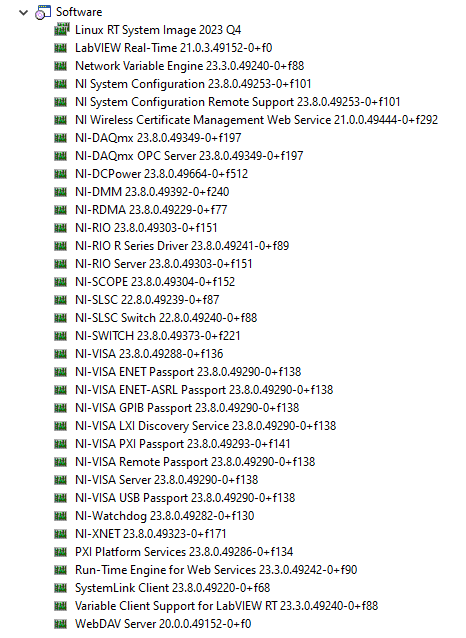 Software
Linux RT System Image 2023 Q4
LabVIEW Real-Time 21.0.3.49152-0+f0
Network Variable Engine 23.3.0.49240-0+f88
NI System Configuration 23.8.0.49253-0+f101
NI System Configuration Remote Support 23.8.0.49253-0+f101
NI Wireless Certificate Management Web Service 21.0.0.49444-0+f292
NI-DAQmx 23.8.0.49349-0+f197
NI-DAQmx OPC Server 23.8.0.49349-0+f197
NI-DCPower 23.8.0.49664-0+f512
NI-DMM 23.8.0.49392-0+f240
NI-RDMA 23.8.0.49229-0+f77
NI-RIO 23.8.0.49303-0+f151
NI-RIO R Series Driver 23.8.0.49241-0+f89
NI-RIO Server 23.8.0.49303-0+f151
NI-SCOPE 23.8.0.49304-0+f152
NI-SLSC 22.8.0.49239-0+f87
NI-SLSC Switch 22.8.0.49240-0+f88
NI-SWITCH 23.8.0.49373-0+f221
NI-VISA 23.8.0.49288-0+f136
NI-VISA ENET Passport 23.8.0.49290-0+f138
NI-VISA ENET-ASRL Passport 23.8.0.49290-0+f138
NI-VISA GPIB Passport 23.8.0.49290-0+f138
NI-VISA LXI Discovery Service 23.8.0.49290-0+f138
NI-VISA PXI Passport 23.8.0.49293-0+f141
NI-VISA Remote Passport 23.8.0.49290-0+f138
NI-VISA Server 23.8.0.49290-0+f138
NI-VISA USB Passport 23.8.0.49290-0+f138
NI-Watchdog 23.8.0.49282-0+f130
NI-XNET 23.8.0.49323-0+f171
PXI Platform Services 23.8.0.49286-0+f134
Run-Time Engine for Web Services 23.3.0.49242-0+f90
SystemLink Client 23.8.0.49220-0+f68
Variable Client Support for LabVIEW RT 23.3.0.49240-0+f88
WebDAV Server 20.0.0.49152-0+f0